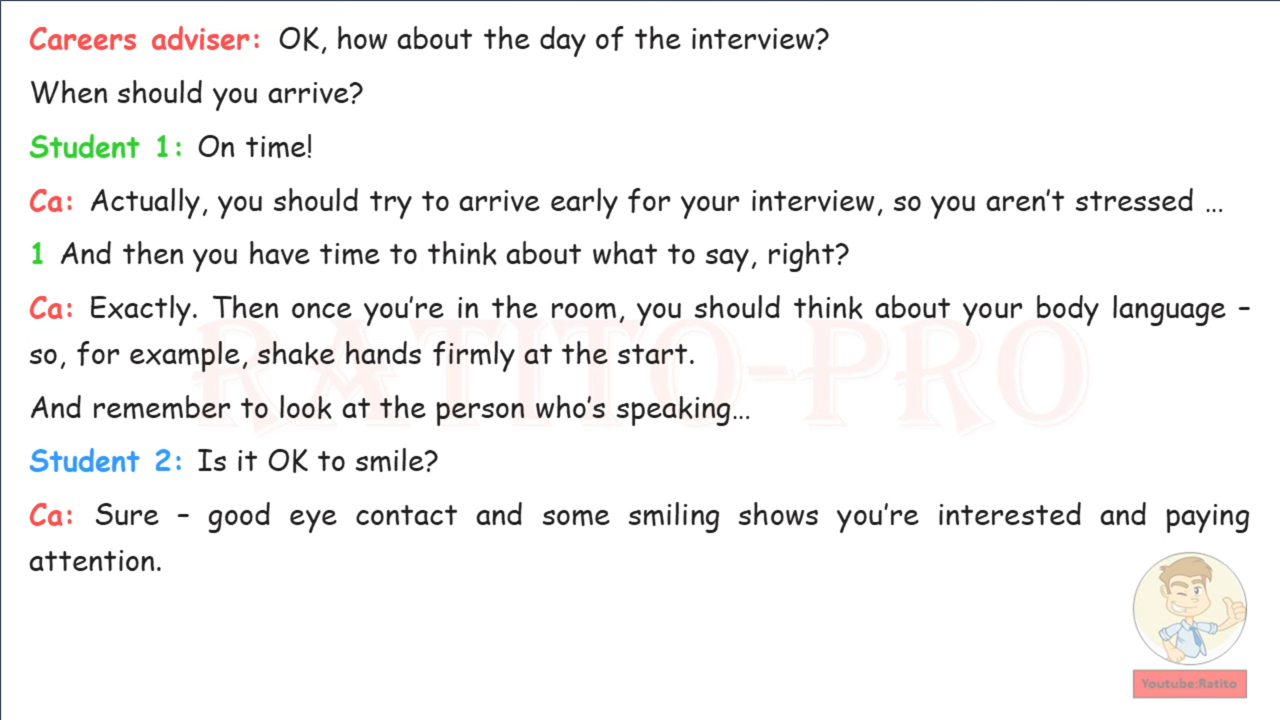 Careers adviser: OK, how about the day of the interview?
When should you arrive?
Student 1: On time!
Ca: Actually, you should try to arrive early for your interview, so you aren't stressed ...
1 And then you have time to think about what to say, right?
Ca: Exactly. Then once you're in the room, you should think about your body language –
so, for example, shake hands firmly at the start.
RATITO-PRO
And remember to look at the person who's speaking...
Student 2: Is it OK to smile?
Ca: Sure – good eye contact and some smiling shows you're interested and paying
attention.
Youtube:Ratito